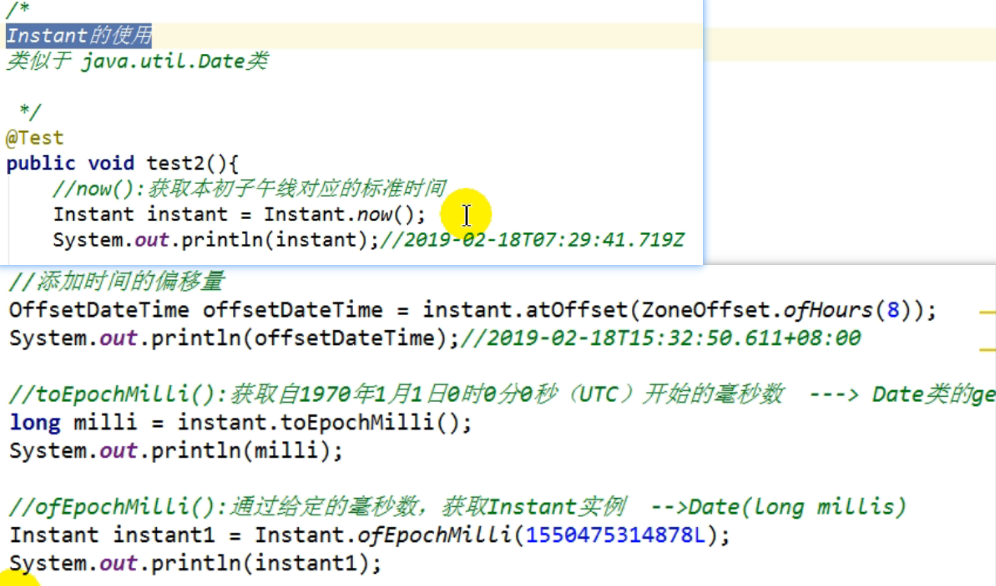 /*
Instant的使用
类似于 java.util.Date类
*/
@Test
public void test2(){
//now():获取本初子午线对应的标准时间
Instant instant = Instant.now();
System.out.println(instant);//2019-02-18T07:29:41.719Z
//添加时间的偏移量
OffsetDateTime offsetDateTime = instant.atOffset(ZoneOffset.ofHours(8));
System.out.println(offsetDateTime);//2019-02-18T15:32:50.611+08:00
//toEpochMilli():获取自1970年1月1日0时0分0秒（UTC）开始的毫秒数 ---> Date类的ge
long milli = instant.toEpochMilli();
System.out.println(milli);
//ofEpochMilli():通过给定的毫秒数，获取Instant实例 -->Date(long millis)
Instant instant1 = Instant.ofEpochMilli(1550475314878L);
System.out.println(instant1);